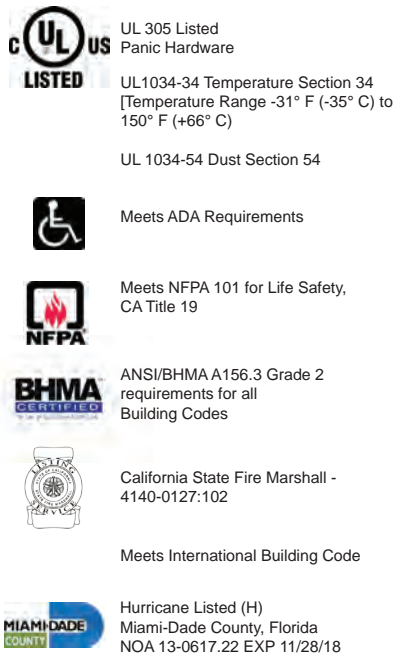 C UL US
LISTED
UL 305 Listed
Panic Hardware
UL1034-34 Temperature Section 34
[Temperature Range -31° F (-35° C) to
150° F (+66° C)
UL 1034-54 Dust Section 54
Meets ADA Requirements
NFPA
Meets NFPA 101 for Life Safety,
CA Title 19
BHMA
CERTIFIED
ANSI/BHMA A156.3 Grade 2
requirements for all
Building Codes
LISTING
SERVICE
California State Fire Marshall -
4140-0127:102
Meets International Building Code
MIAMI-DADE
COUNTY
Hurricane Listed (H)
Miami-Dade County, Florida
NOA 13-0617.22 EXP 11/28/18